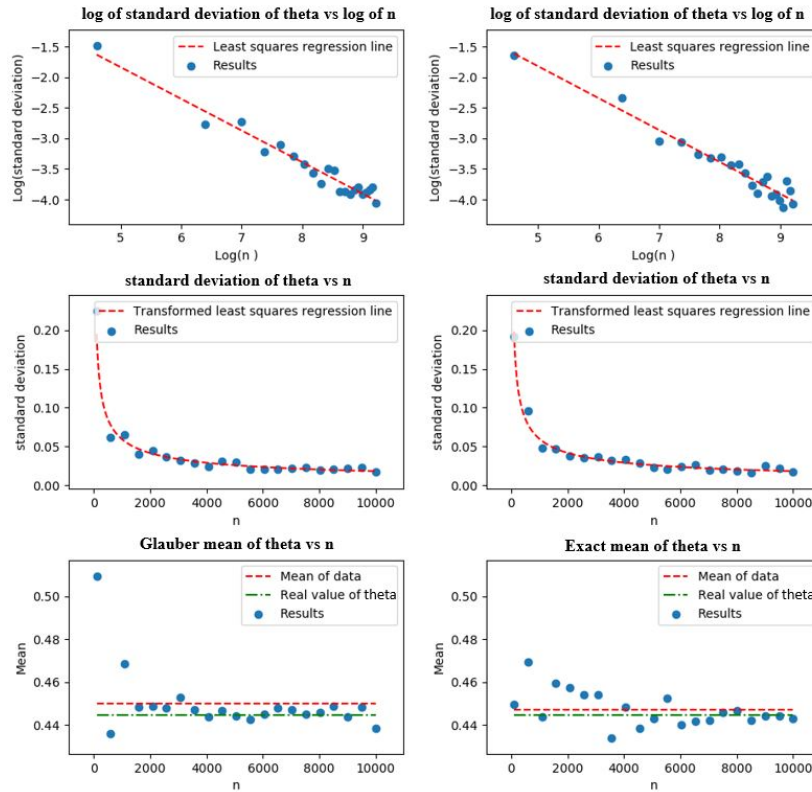 log of standard deviation of theta vs log of n
Log(standard deviation)
-1.5
-2.0
-2.5
-3.0
-3.5
-4.0
Least squares regression line
Results
5 6 7 8 9
Log(n )
log of standard deviation of theta vs log of n
Log(standard deviation)
-1.5
-2.0
-2.5
-3.0
-3.5
-4.0
Least squares regression line
Results
5 6 7 8 9
Log(n )
standard deviation of theta vs n
standard deviation
0.20
0.15
0.10
0.05
0.00
Transformed least squares regression line
Results
0 2000 4000 6000 8000 10000
n
standard deviation of theta vs n
standard deviation
0.20
0.15
0.10
0.05
0.00
Transformed least squares regression line
Results
0 2000 4000 6000 8000 10000
n
Glauber mean of theta vs n
Mean
0.50
0.48
0.46
0.44
Mean of data
Real value of theta
Results
0 2000 4000 6000 8000 10000
n
Exact mean of theta vs n
Mean
0.50
0.48
0.46
0.44
Mean of data
Real value of theta
Results
0 2000 4000 6000 8000 10000
n